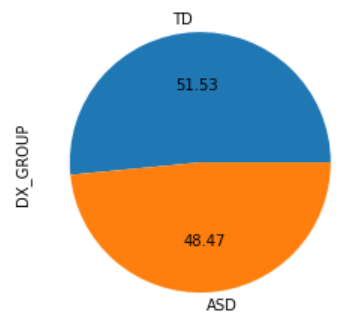 TD
51.53
DX_GROUP
48.47
ASD